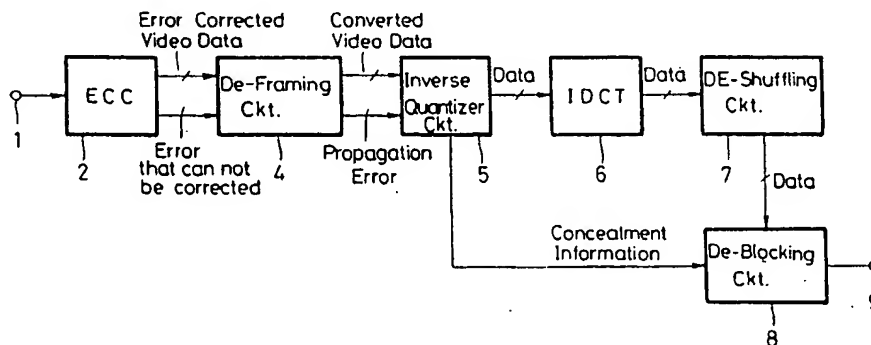 Error Corrected
Video Data
Converted
Video Data
ECC
De-Framing
Ckt.
Inverse
Quantizer
Ckt.
Data
IDCT
Data
DE-Shuffling
Ckt.
1
2
Error
that can not
be corrected
4
Propagation
Error
5
6
7
Data
Concealment
Information
De-Blocking
Ckt.
8
9